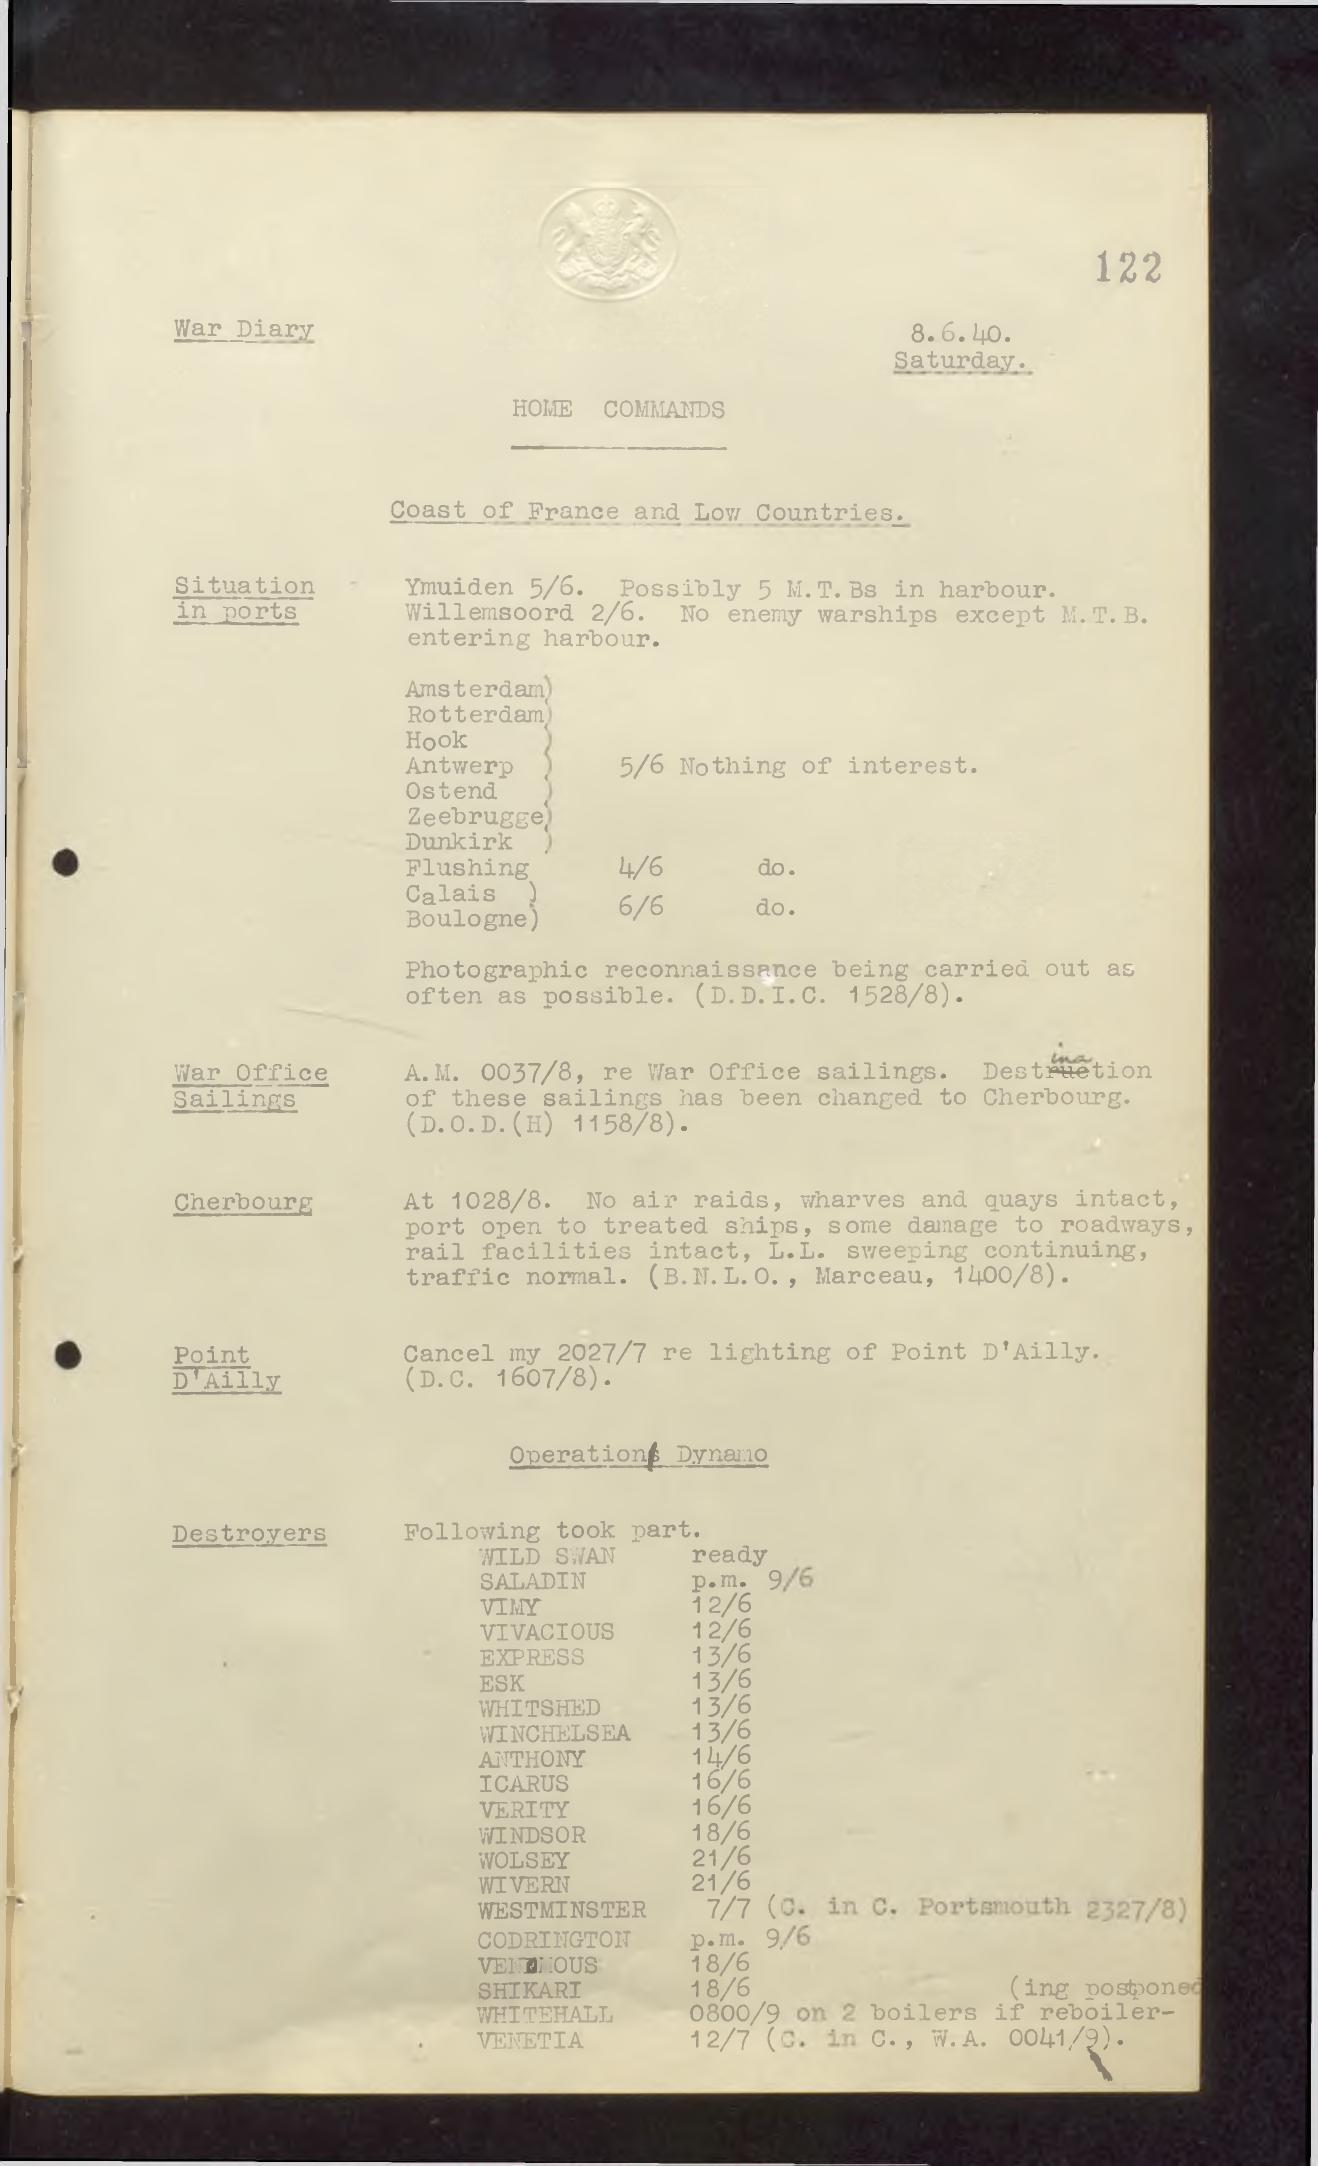 122
War Diary 8.6.40.
Saturday.
HOME COMMANDS
Coast of France and Low Countries.
Situation Ymuiden 5/6. Possibly 5 M.T.Bs in harbour.
in ports Willemsoord 2/6. No enemy warships except M.T.B.
entering harbour.
Amsterdam)
Rotterdam)
Hook )
Antwerp ) 5/6 Nothing of interest.
Ostend )
Zeebrugge)
Dunkirk )
Flushing 4/6 do.
Calais )
6/6 do.
Boulogne)
Photographic reconnaissance being carried out as
often as possible. (D.D.I.C. 1528/8).
ina
War Office A.M. 0037/8, re War Office sailings. Destruction
Sailings of these sailings has been changed to Cherbourg.
(D.O.D.(H) 1158/8).
Cherbourg At 1028/8. No air raids, wharves and quays intact,
port open to treated ships, some damage to roadways,
rail facilities intact, L.L. sweeping continuing,
traffic normal. (B.N.L.O., Marceau, 1400/8).
Point Cancel my 2027/7 re lighting of Point D'Ailly.
D'Ailly (D.C. 1607/8).
Operations Dynamo
Destroyers Following took part.
WILD SWAN ready
SALADIN p.m. 9/6
VIMY 12/6
VIVACIOUS 12/6
EXPRESS 13/6
ESK 13/6
WHITSHED 13/6
WINCHELSEA 13/6
ANTHONY 14/6
ICARUS 16/6
VERITY 16/6
WINDSOR 18/6
WOLSEY 21/6
WIVERN 21/6
WESTMINSTER 7/7 (C. in C. Portsmouth 2327/8)
CODRINGTON p.m. 9/6
VENOMOUS 18/6
SHIKARI 18/6 (ing postponed
WHITEHALL 0800/9 on 2 boilers if reboiler-
VENETIA 12/7 (C. in C., W.A. 0041/9).